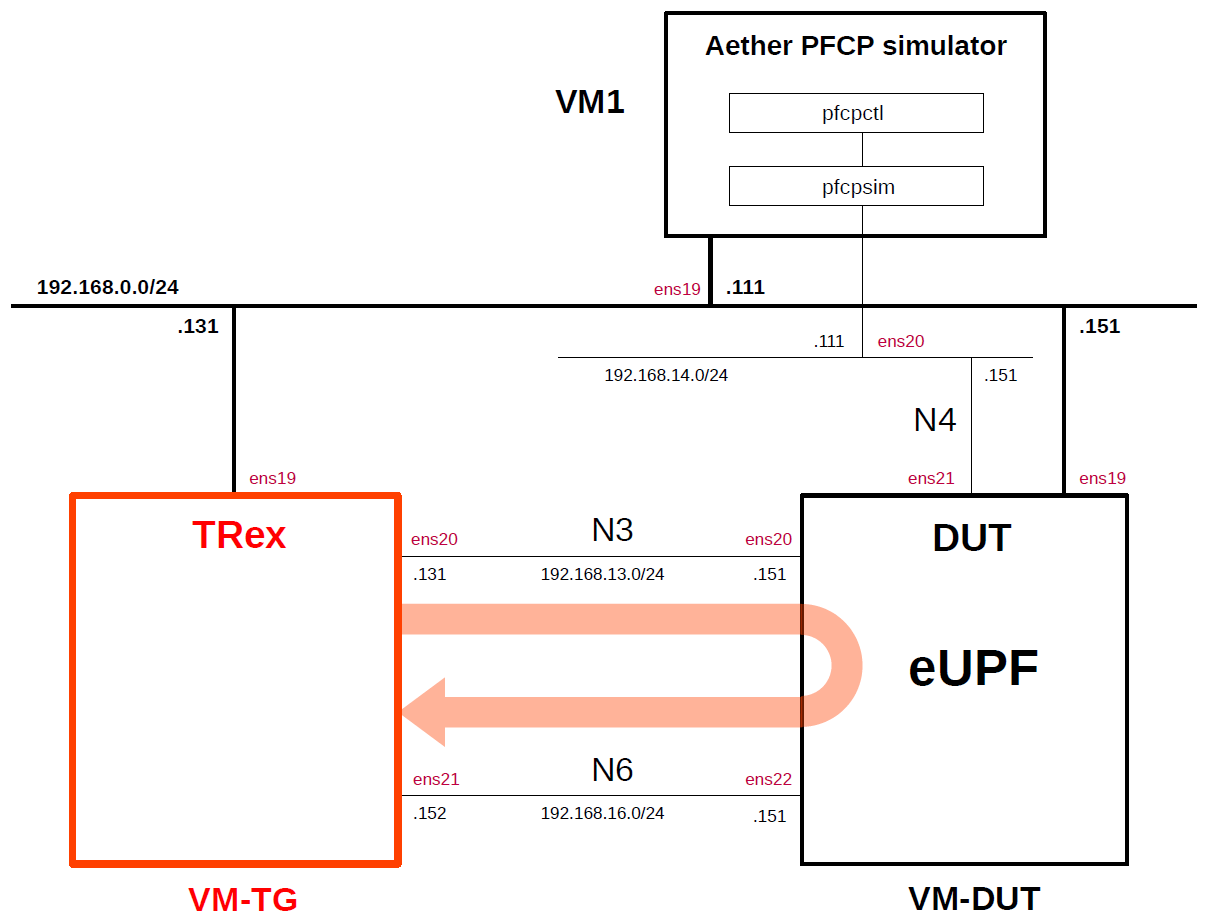 Aether PFCP simulator
VM1
pfcpctl
pfcpsim
192.168.0.0/24
ens19
.111
.131
.151
.111
ens20
192.168.14.0/24
.151
N4
ens19
ens21
ens19
TRex
DUT
ens20
N3
ens20
.131
192.168.13.0/24
.151
eUPF
ens21
N6
ens22
.152
192.168.16.0/24
.151
VM-TG
VM-DUT